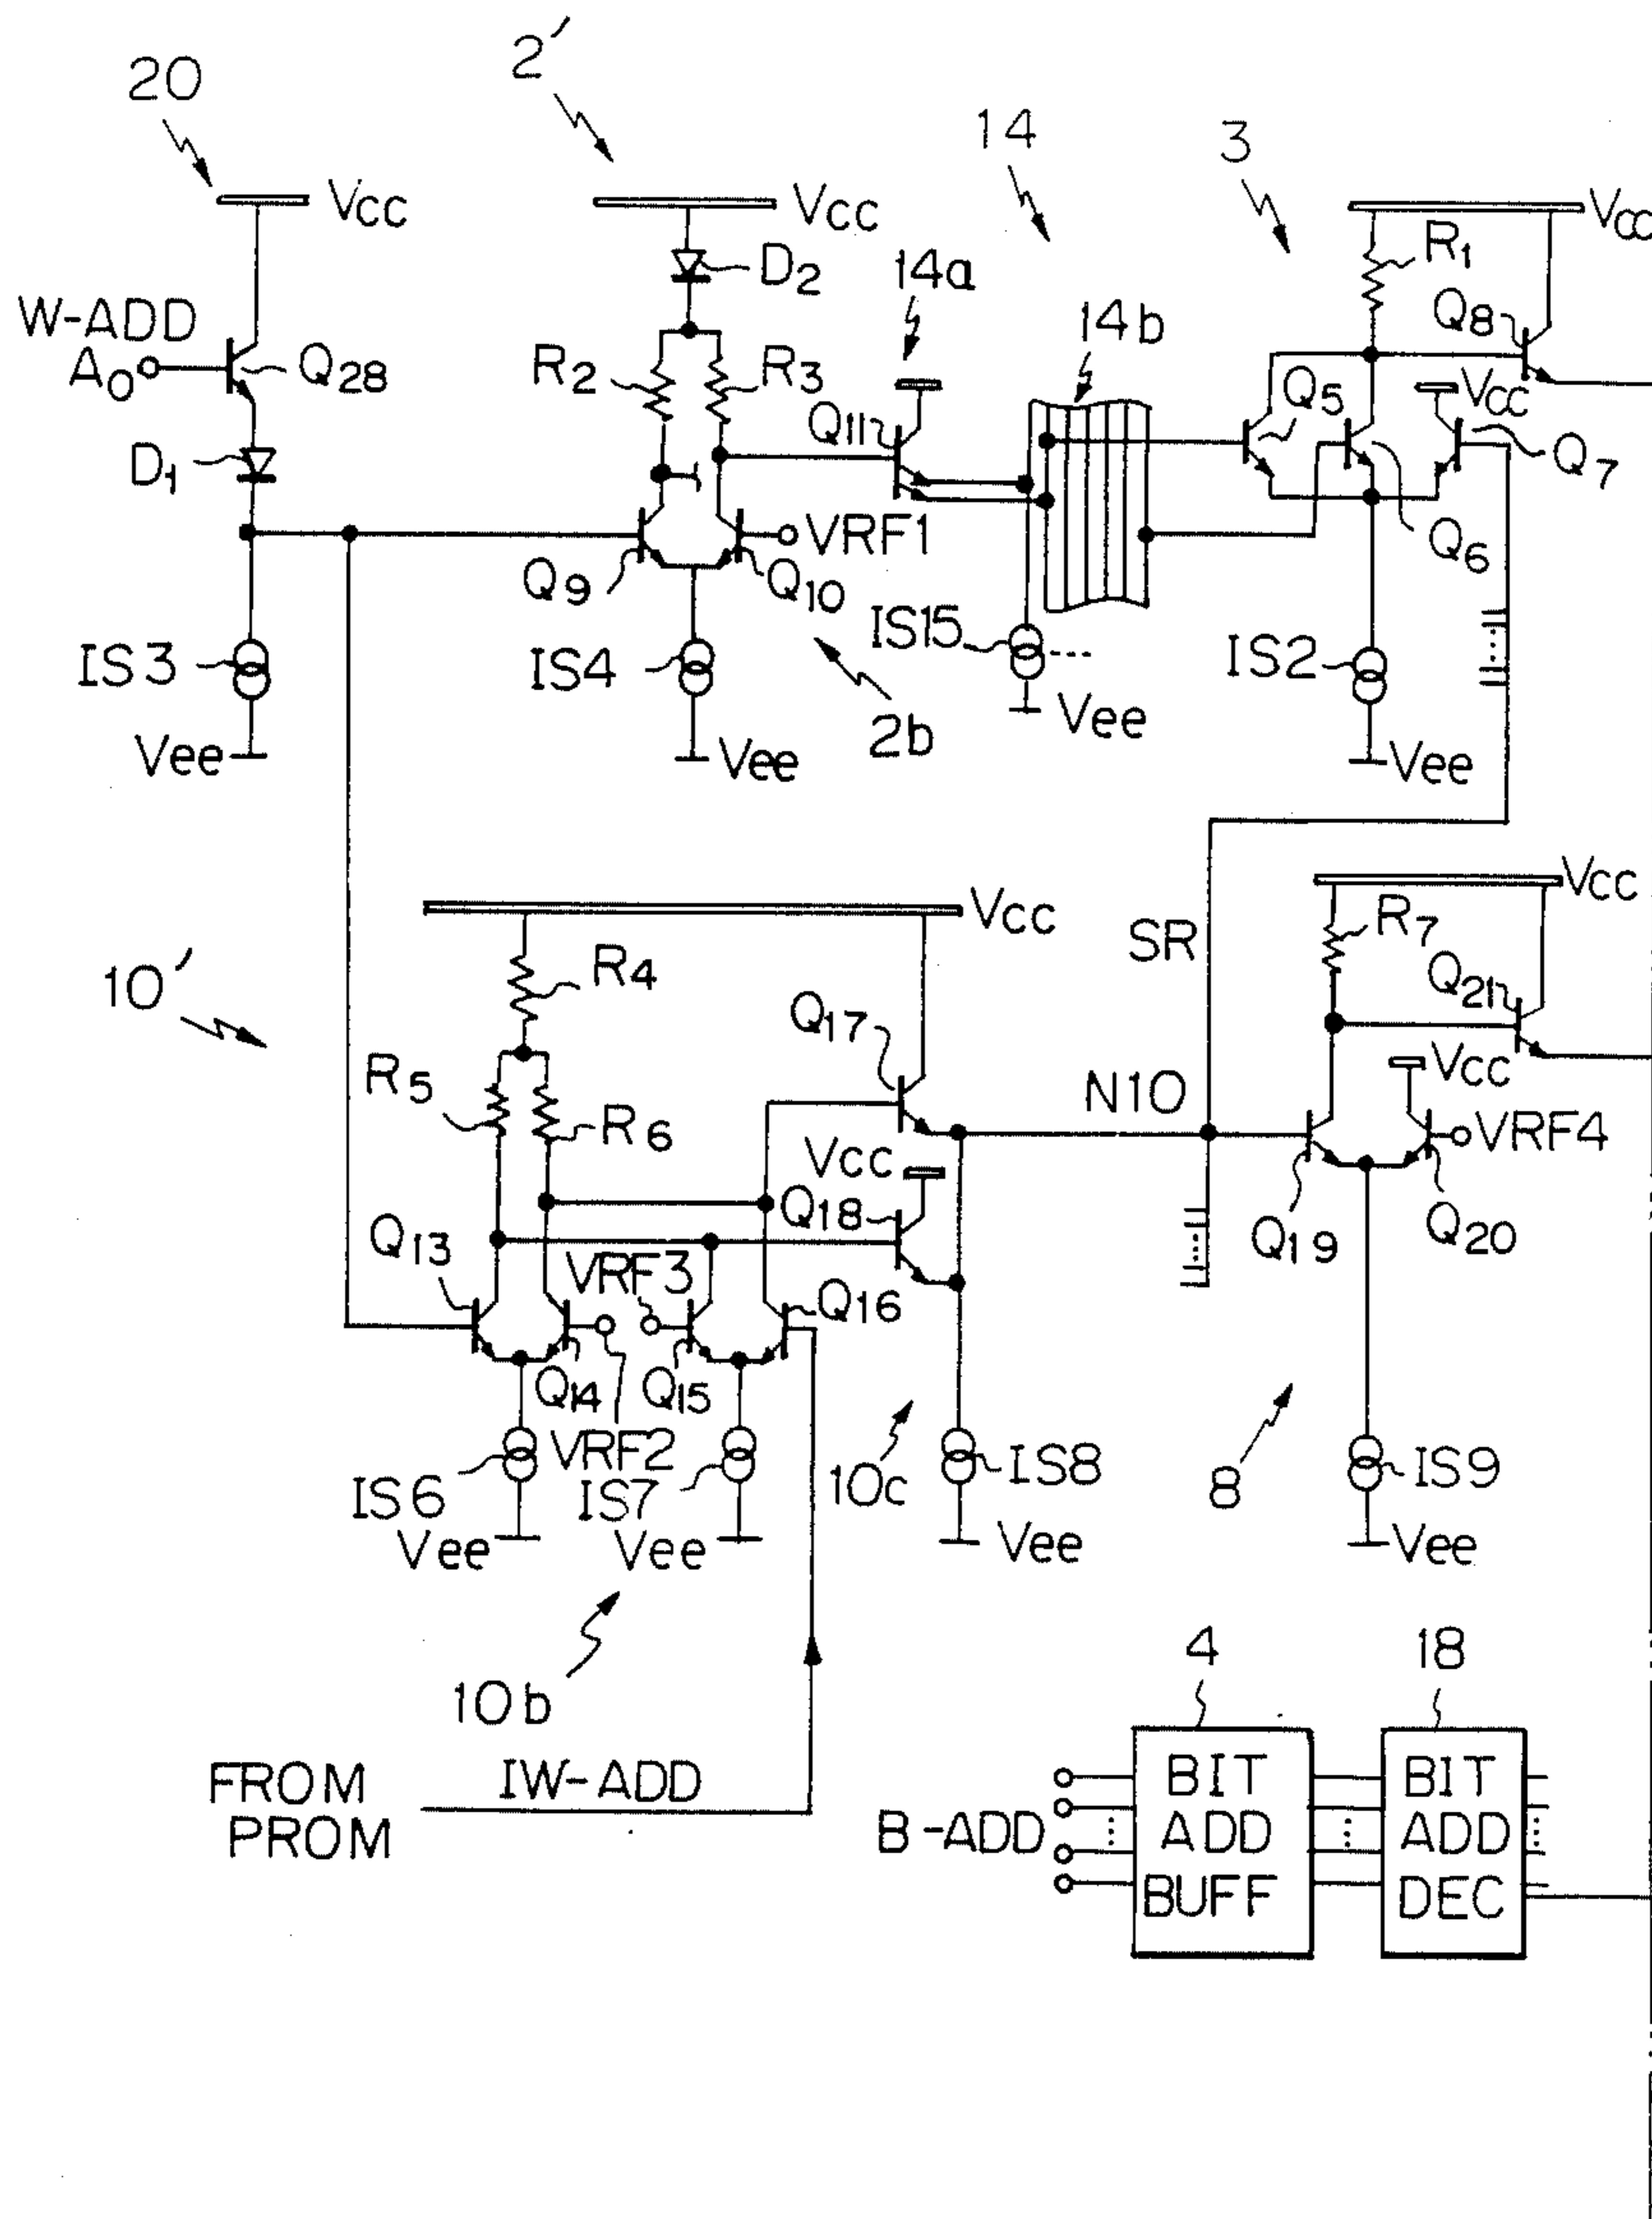 20
2'
14
3
Vcc
Vcc
Vcc
R1
D2
14a
14b
Q8
W-ADD
A0
Q28
R2
R3
Q11
Q5
Vcc
D1
Q7
VRF1
Q6
Q9
Q10
IS3
IS4
IS15
IS2
2b
Vee
Vee
Vee
Vee
Vcc
Vcc
10'
R4
SR
R7
Q21
Q17
R5
R6
N10
Vcc
VRF4
Vcc
Q18
Q13
VRF3
Q16
Q19
Q20
Q14
Q15
VRF2
IS6
IS7
10c
IS8
8
IS9
Vee
Vee
Vee
Vee
10b
4
18
FROM
PROM
IW-ADD
B-ADD
BIT
ADD
BUFF
BIT
ADD
DEC